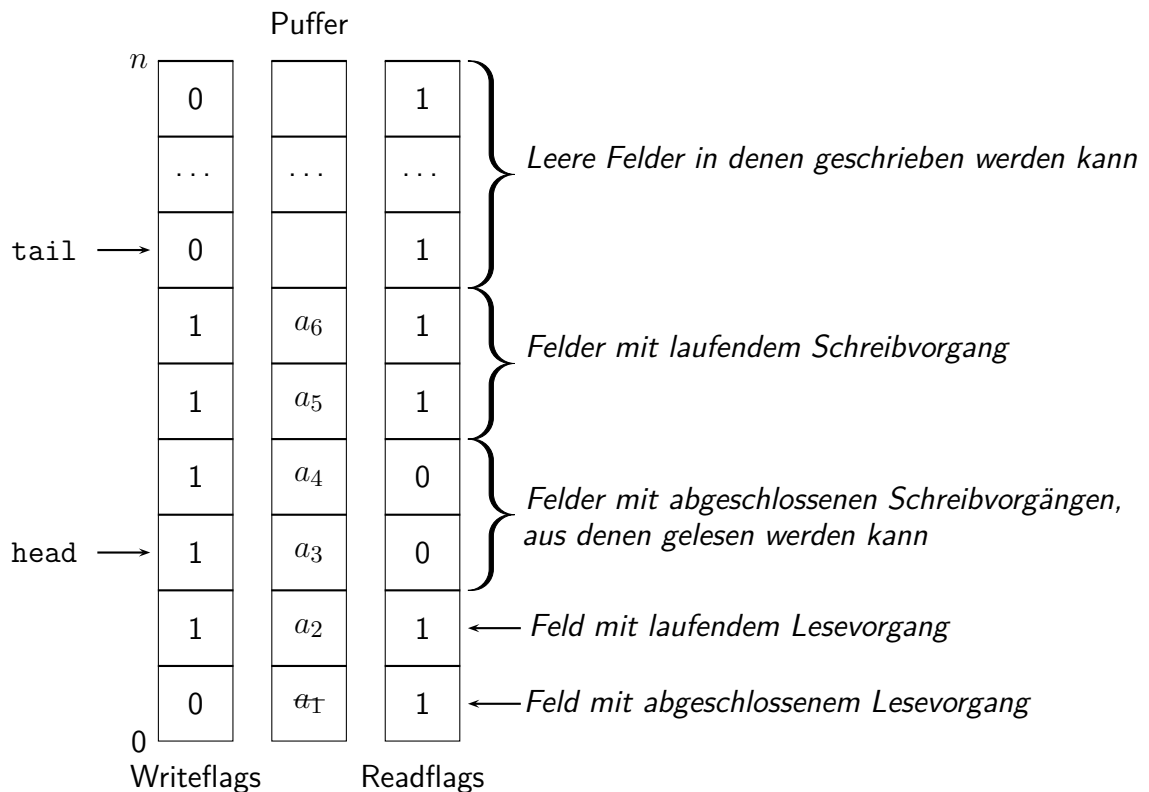 Puffer
n
0 1
... ... ... Leere Felder in denen geschrieben werden kann
tail 0 1
1 a6 1
Felder mit laufendem Schreibvorgang
1 a5 1
1 a4 0
Felder mit abgeschlossenen Schreibvorgängen,
aus denen gelesen werden kann
head 1 a3 0
1 a2 1 Feld mit laufendem Lesevorgang
0 a1 1 Feld mit abgeschlossenem Lesevorgang
0
Writeflags Readflags